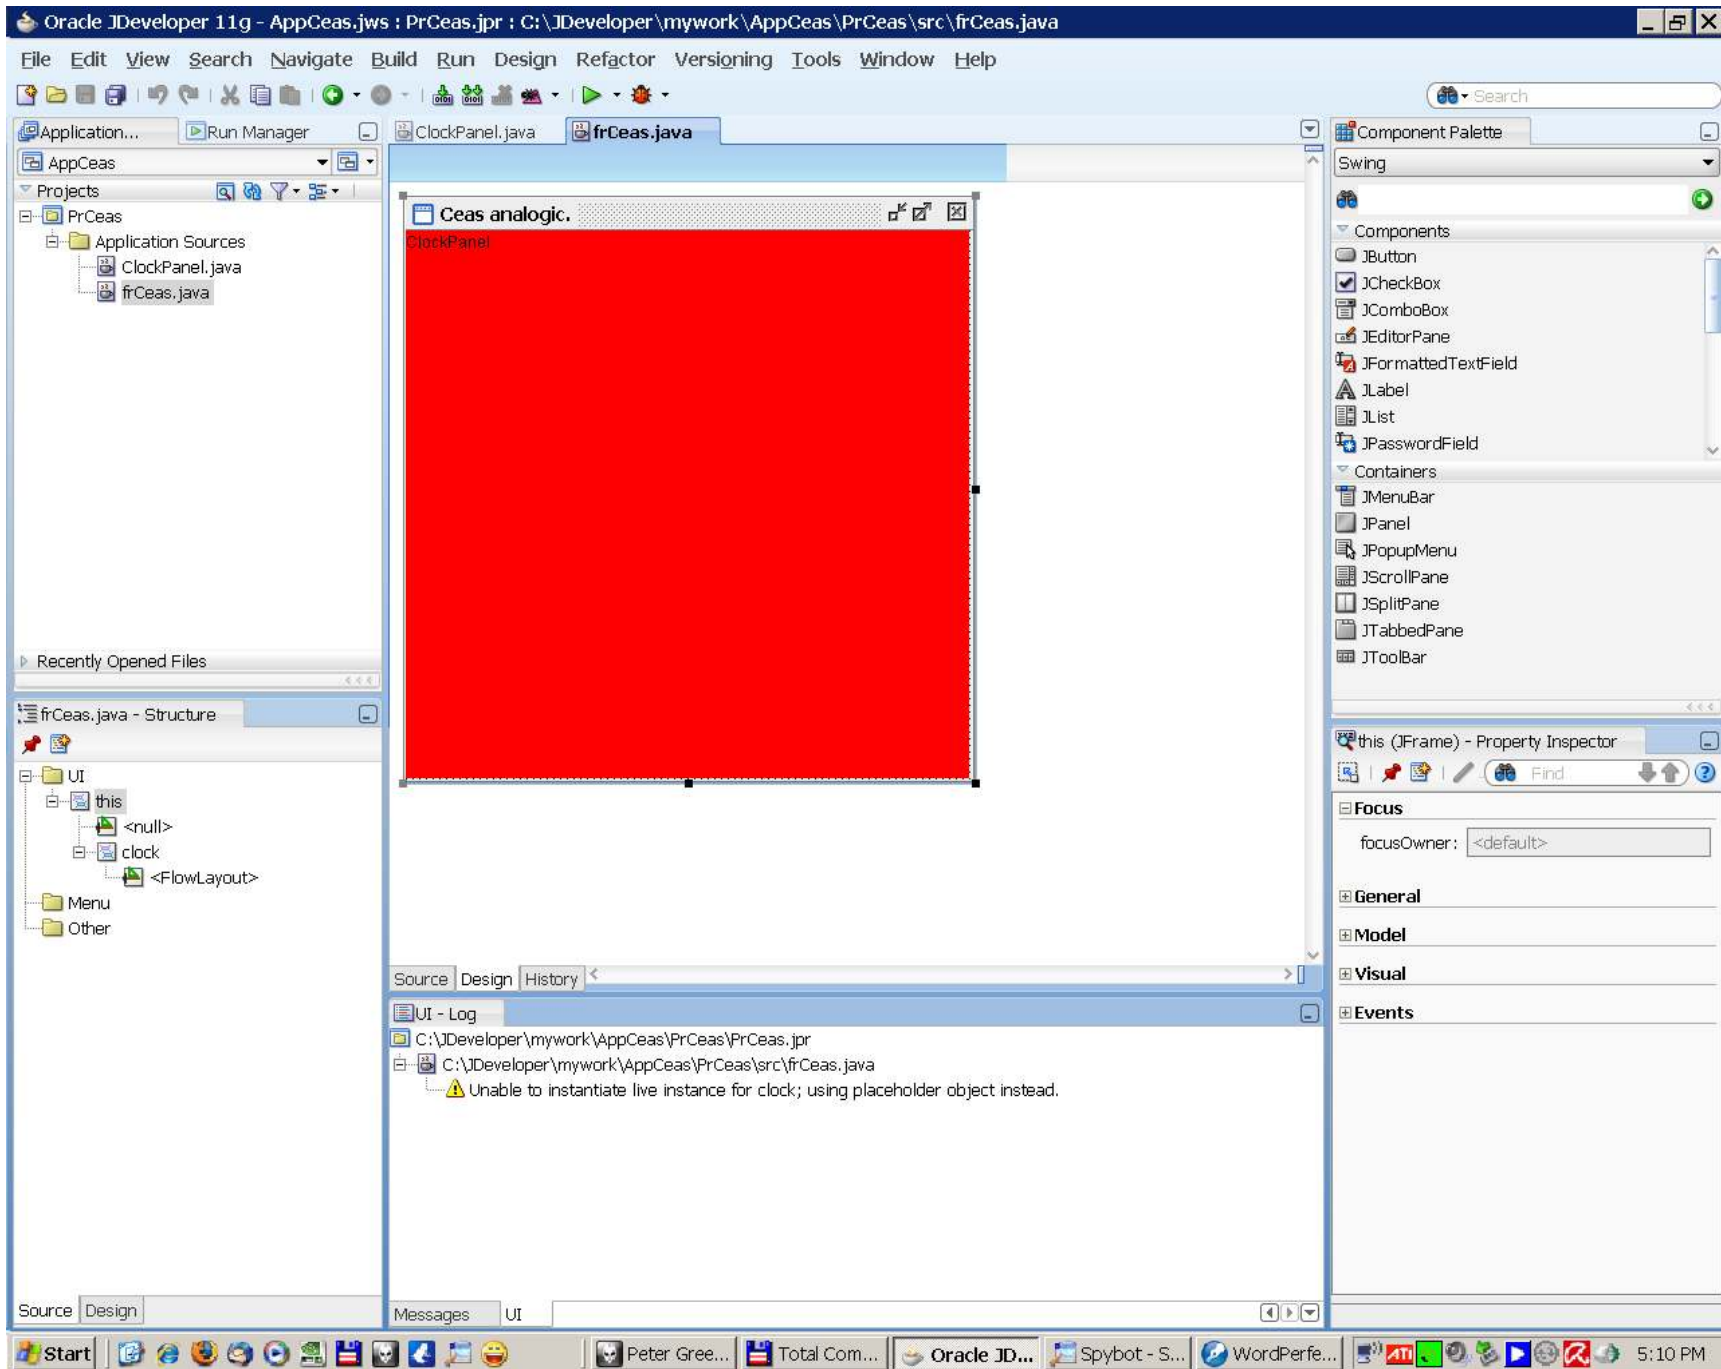 Oracle JDeveloper 11g - AppCeas.jws : PrCeas.jpr : C:\JDeveloper\mywork\AppCeas\PrCeas\src\frCeas.java
File Edit View Search Navigate Build Run Design Refactor Versioning Tools Window Help
Search
Application... Run Manager
AppCeas
Projects
PrCeas
Application Sources
ClockPanel.java
frCeas.java
Recently Opened Files
frCeas.java - Structure
UI
this
<null>
clock
<FlowLayout>
Menu
Other
Source Design
ClockPanel.java frCeas.java
Ceas analogic.
ClockPanel
Source Design History
UI - Log
C:\JDeveloper\mywork\AppCeas\PrCeas\PrCeas.jpr
C:\JDeveloper\mywork\AppCeas\PrCeas\src\frCeas.java
Unable to instantiate live instance for clock; using placeholder object instead.
Messages UI
Component Palette
Swing
Components
JButton
JCheckBox
JComboBox
JEditorPane
JFormattedTextField
JLabel
JList
JPasswordField
Containers
JMenuBar
JPanel
JPopupMenu
JScrollPane
JSplitPane
JTabbedPane
JToolBar
this (JFrame) - Property Inspector
Find
Focus
focusOwner: <default>
General
Model
Visual
Events
Start Peter Gree... Total Com... Oracle JD... Spybot - S... WordPerfe... ATI 5:10 PM